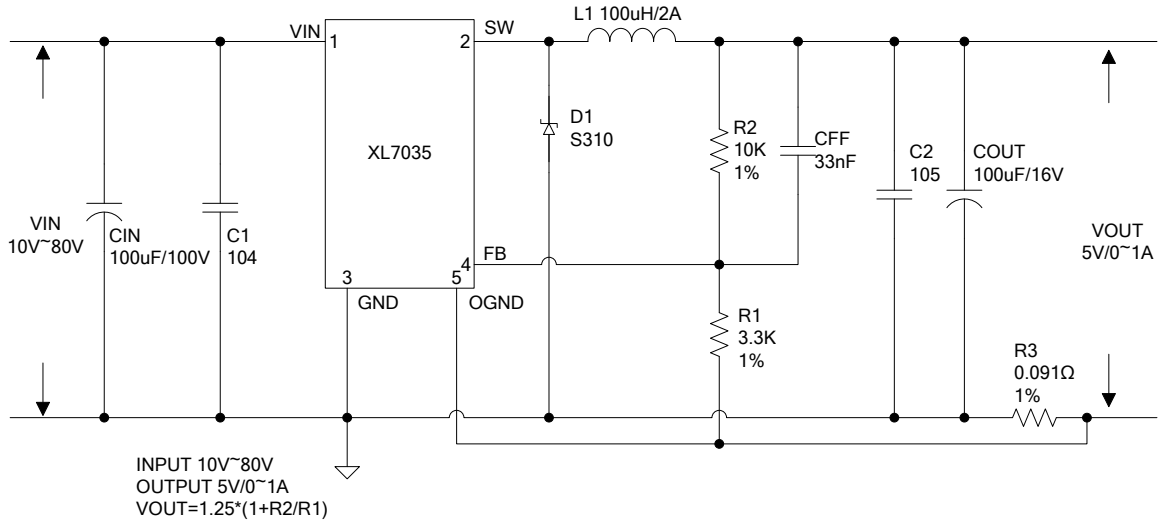 L1 100uH/2A
VIN
1
2
SW
XL7035
D1
S310
R2
10K
1%
CFF
33nF
C2
105
COUT
100uF/16V
VIN
10V~80V
CIN
100uF/100V
C1
104
VOUT
5V/0~1A
4
FB
3
GND
5
OGND
R1
3.3K
1%
R3
0.091Ω
1%
INPUT 10V~80V
OUTPUT 5V/0~1A
VOUT=1.25*(1+R2/R1)